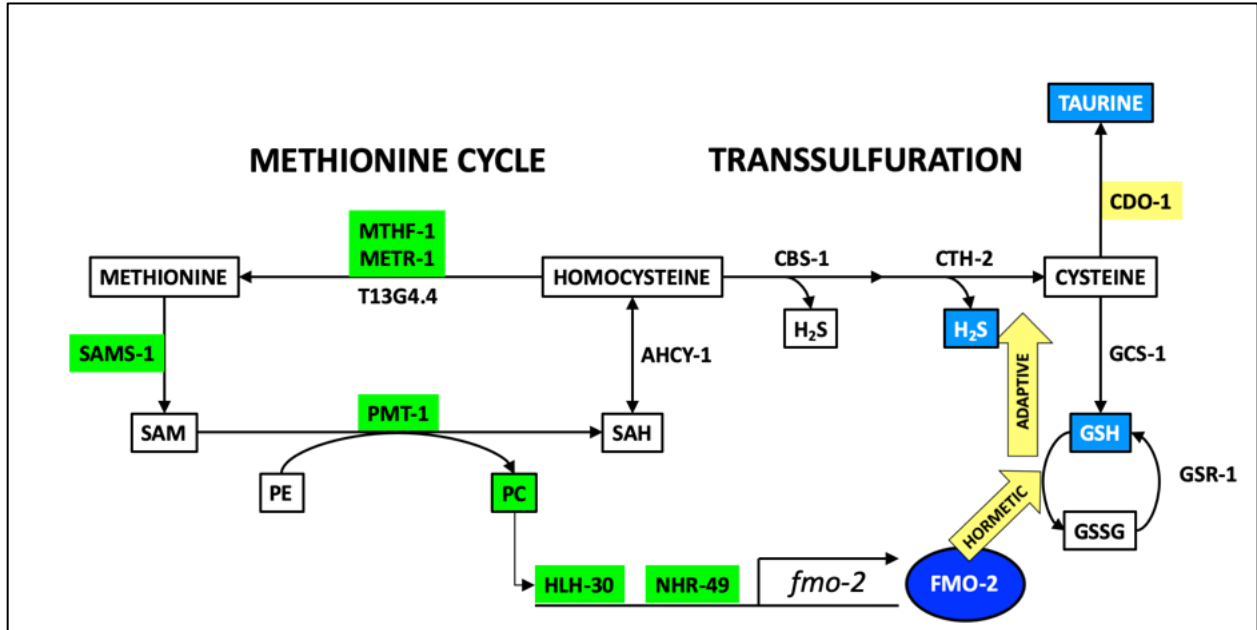 TAURINE
METHIONINE CYCLE
TRANSSULFURATION
CDO-1
MTHF-1
METR-1
METHIONINE
HOMOCYSTEINE
CBS-1
CTH-2
CYSTEINE
T13G4.4
H₂S
H₂S
SAMS-1
AHCY-1
GCS-1
ADAPTIVE
PMT-1
SAM
SAH
GSH
PE
PC
GSR-1
HORMETIC
GSSG
HLH-30
NHR-49
fmo-2
FMO-2